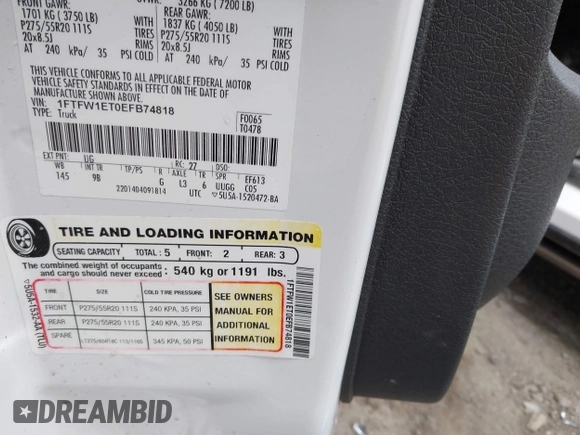 FRONT GAWR:
1701 KG ( 3750 LB)
P275/55R20 111S
20x8.5J
AT 240 kPa/ 35 PSI COLD
WITH
TIRES
RIMS
3266 KG ( 7200 LB)
REAR GAWR:
1837 KG ( 4050 LB)
P275/55R20 111S
20x8.5J
AT 240 kPa/ 35 PSI COLD
WITH
TIRES
RIMS
THIS VEHICLE CONFORMS TO ALL APPLICABLE FEDERAL MOTOR
VEHICLE SAFETY STANDARDS IN EFFECT ON THE DATE OF
MANUFACTURE SHOWN ABOVE.
VIN: 1FTFW1ET0EFB74818
TYPE: Truck
F0065
T0478
EXT PNT: UG RC: 27 DSO:
WB INT TR TP/PS R AXLE TR SPR EF613
145 9B G L3 6 UUGG COS
2201404091814 UTC 5U5A-1520472-BA
TIRE AND LOADING INFORMATION
SEATING CAPACITY TOTAL : 5 FRONT: 2 REAR: 3
The combined weight of occupants
and cargo should never exceed: 540 kg or 1191 lbs.
TIRE SIZE COLD TIRE PRESSURE
FRONT P275/55R20 111S 240 KPA, 35 PSI
REAR P275/55R20 111S 240 KPA, 35 PSI
SPARE 345 KPA, 50 PSI
SEE OWNERS
MANUAL FOR
ADDITIONAL
INFORMATION
1FTFW1ET0EFB74818
DREAMBID